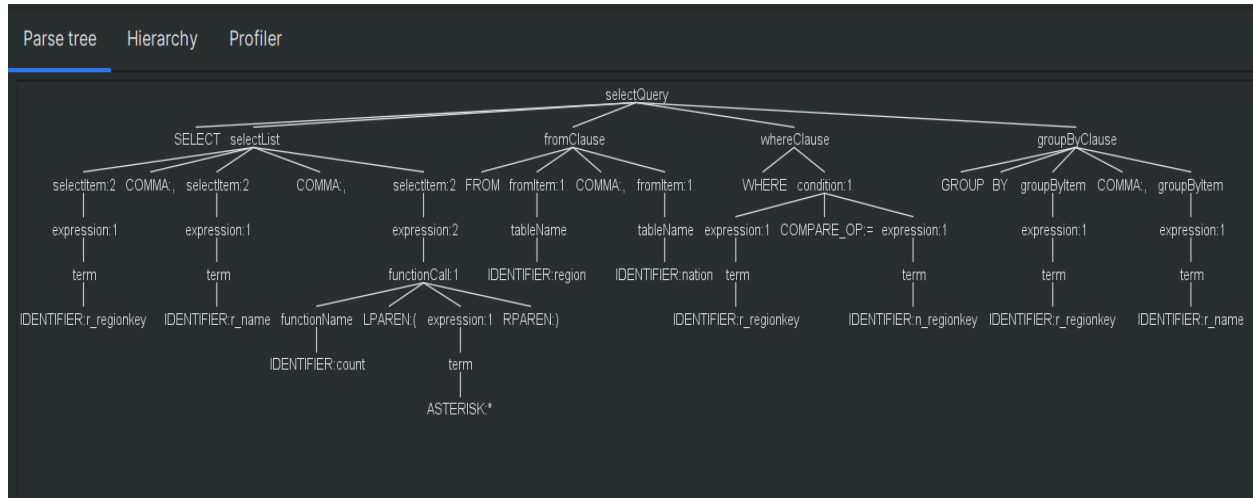 Parse tree Hierarchy Profiler
selectQuery
SELECT selectList fromClause whereClause groupByClause
selectItem:2 COMMA:, selectItem:2 COMMA:, selectItem:2 FROM fromItem:1 COMMA:, fromItem:1 WHERE condition:1 GROUP BY groupByItem COMMA:, groupByItem
expression:1 expression:1 expression:2 tableName tableName expression:1 COMPARE_OP:= expression:1 expression:1 expression:1
term term functionCall:1 IDENTIFIER:region IDENTIFIER:nation term term term term
IDENTIFIER:r_regionkey IDENTIFIER:r_name functionName LPAREN:( expression:1 RPAREN:) IDENTIFIER:r_regionkey IDENTIFIER:n_regionkey IDENTIFIER:r_regionkey IDENTIFIER:r_name
IDENTIFIER:count term
ASTERISK:*